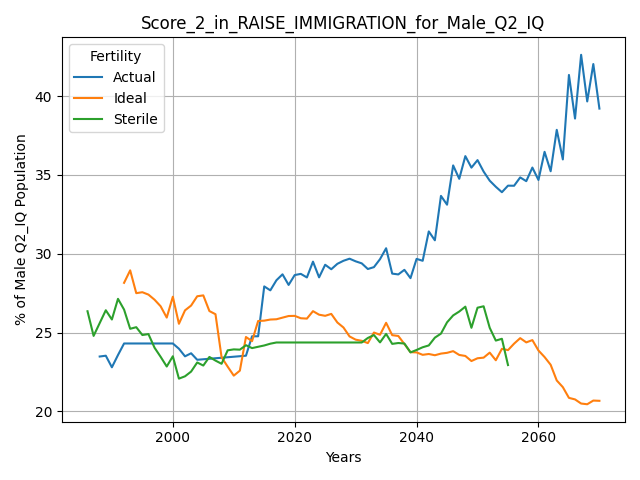 Score_2_in_RAISE_IMMIGRATION_for_Male_Q2_IQ
Fertility
Actual
Ideal
Sterile
% of Male Q2_IQ Population
40
35
30
25
20
2000
2020
2040
2060
Years